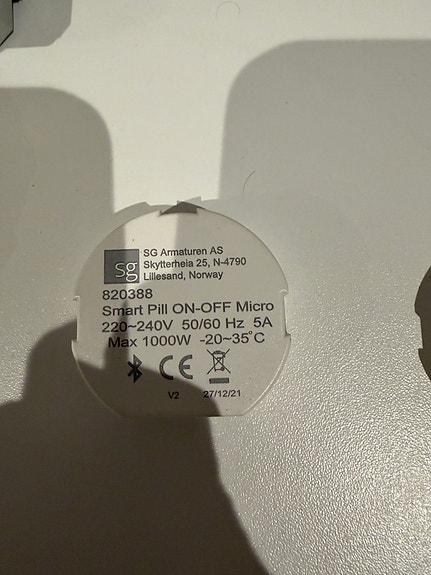 sg
SG Armaturen AS
Skytterheia 25, N-4790
Lillesand, Norway
820388
Smart Pill ON-OFF Micro
220~240V 50/60 Hz 5A
Max 1000W -20~35°C
CE
V2 27/12/21